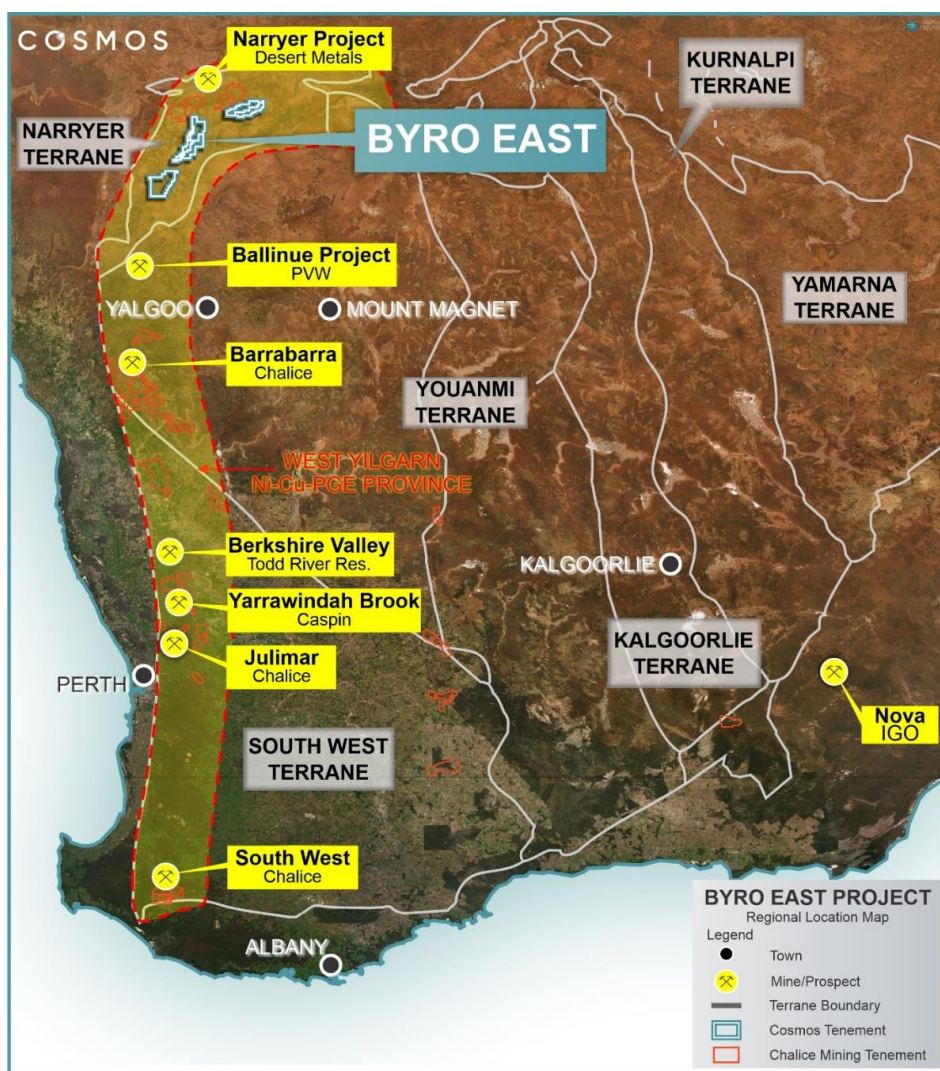 COSMOS
Narryer Project
Desert Metals
KURNALPI
TERRANE
NARRYER
TERRANE
BYRO EAST
Ballinue Project
PVW
YALGOO
MOUNT MAGNET
YAMARNA
TERRANE
Barrabarra
Chalice
YOUANMI
TERRANE
WEST YILGARN
Ni-Cu-PGE PROVINCE
Berkshire Valley
Todd River Res.
KALGOORLIE
Yarrawindah Brook
Caspin
Julimar
Chalice
KALGOORLIE
TERRANE
PERTH
Nova
IGO
SOUTH WEST
TERRANE
South West
Chalice
ALBANY
BYRO EAST PROJECT
Regional Location Map
Legend
Town
Mine/Prospect
Terrane Boundary
Cosmos Tenement
Chalice Mining Tenement